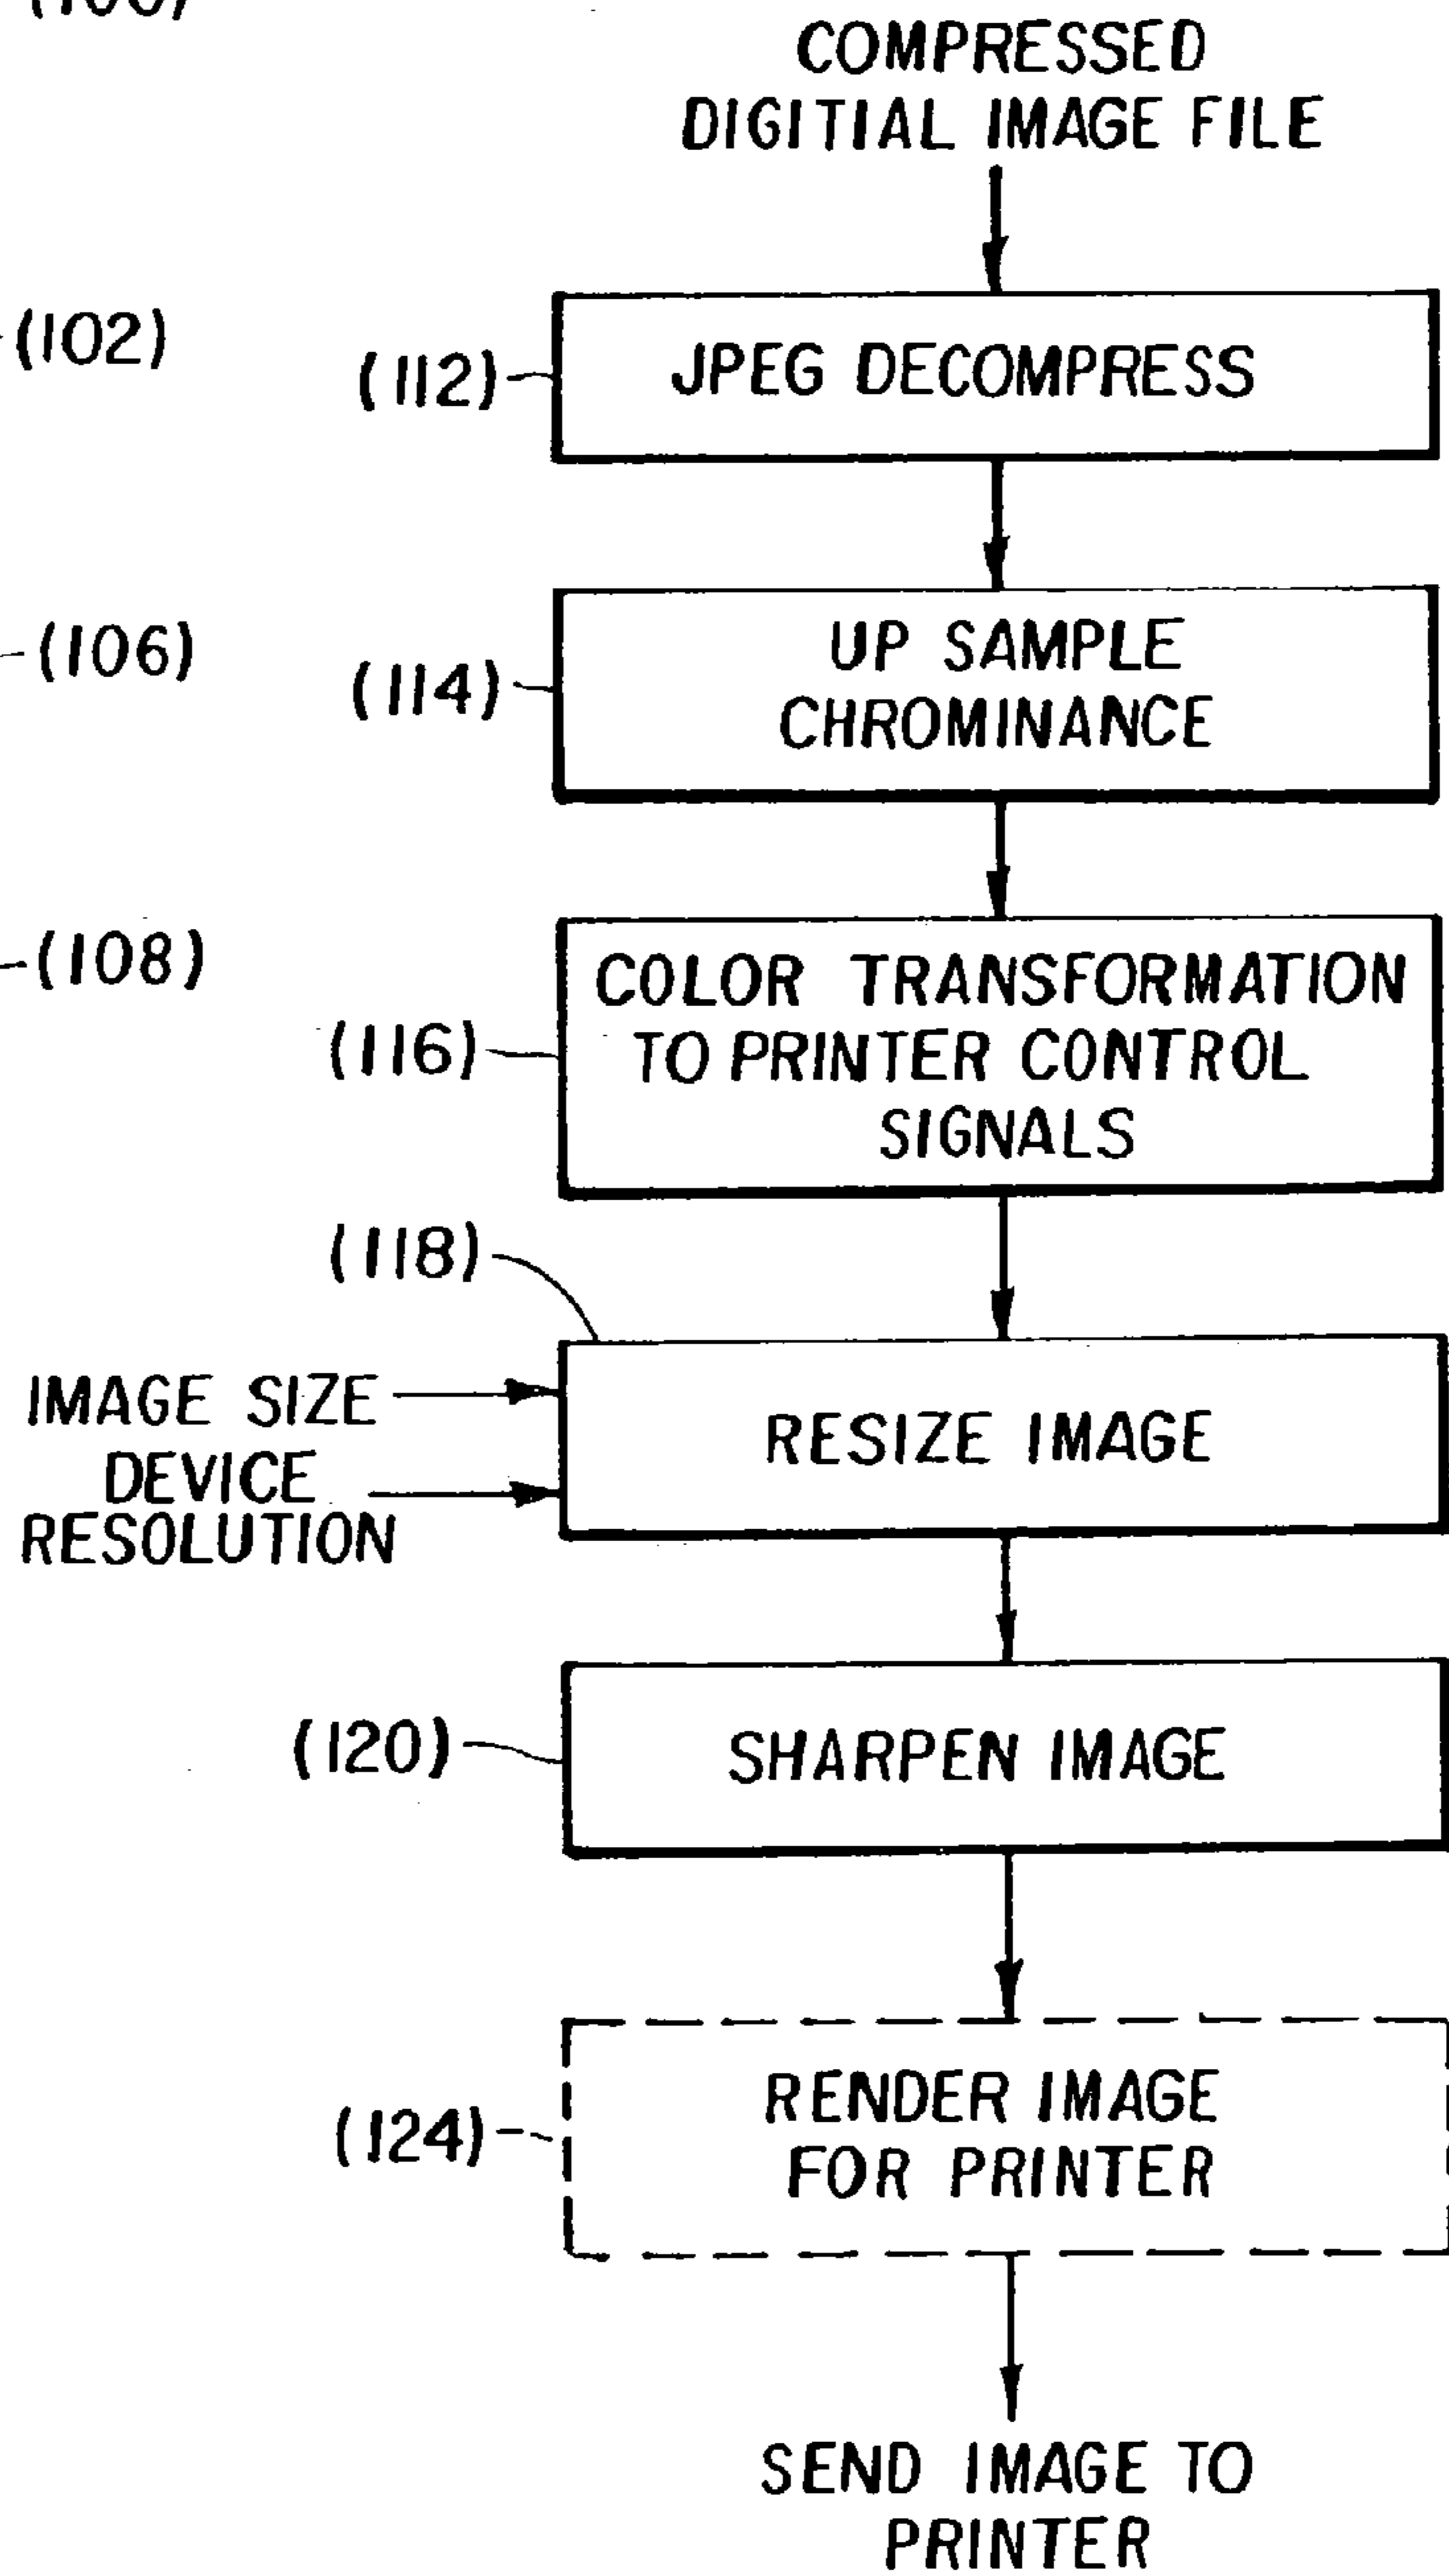 COMPRESSED
DIGITIAL IMAGE FILE
(102)
(112)
JPEG DECOMPRESS
(106)
(114)
UP SAMPLE
CHROMINANCE
(108)
(116)
COLOR TRANSFORMATION
TO PRINTER CONTROL
SIGNALS
(118)
IMAGE SIZE
DEVICE
RESOLUTION
RESIZE IMAGE
(120)
SHARPEN IMAGE
(124)
RENDER IMAGE
FOR PRINTER
SEND IMAGE TO
PRINTER